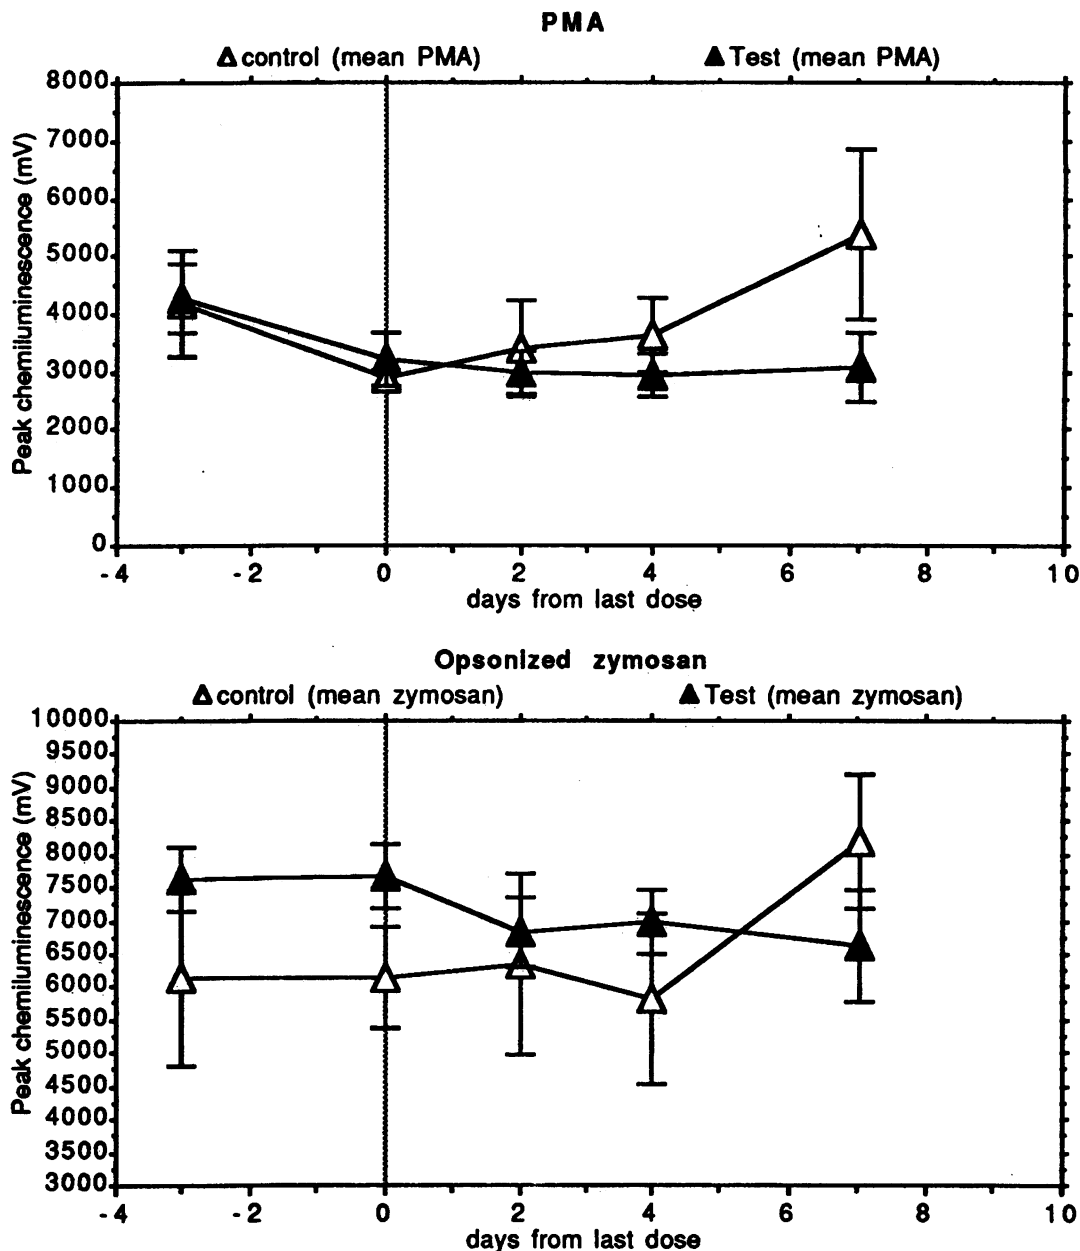 PMA
control (mean PMA) Test (mean PMA)
8000
7000
6000
5000
4000
3000
2000
1000
0
Peak chemiluminescence (mV)
-4 -2 0 2 4 6 8 10
days from last dose
Opsonized zymosan
control (mean zymosan) Test (mean zymosan)
10000
9500
9000
8500
8000
7500
7000
6500
6000
5500
5000
4500
4000
3500
3000
Peak chemiluminescence (mV)
-4 -2 0 2 4 6 8 10
days from last dose